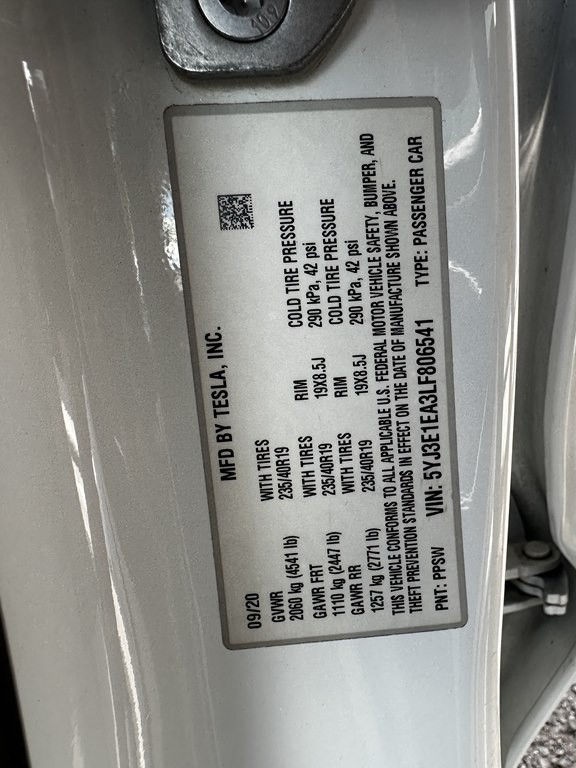 10.9
MFD BY TESLA, INC.
09/20
GVWR WITH TIRES RIM COLD TIRE PRESSURE
2060 kg (4541 lb) 235/40R19 19X8.5J 290 kPa, 42 psi
GAWR FRT WITH TIRES RIM COLD TIRE PRESSURE
1110 kg (2447 lb) 235/40R19 19X8.5J 290 kPa, 42 psi
GAWR RR
1257 kg (2771 lb) 235/40R19
THIS VEHICLE CONFORMS TO ALL APPLICABLE U.S. FEDERAL MOTOR VEHICLE SAFETY, BUMPER, AND
THEFT PREVENTION STANDARDS IN EFFECT ON THE DATE OF MANUFACTURE SHOWN ABOVE.
PNT: PPSW VIN: 5YJ3E1EA3LF806541 TYPE: PASSENGER CAR